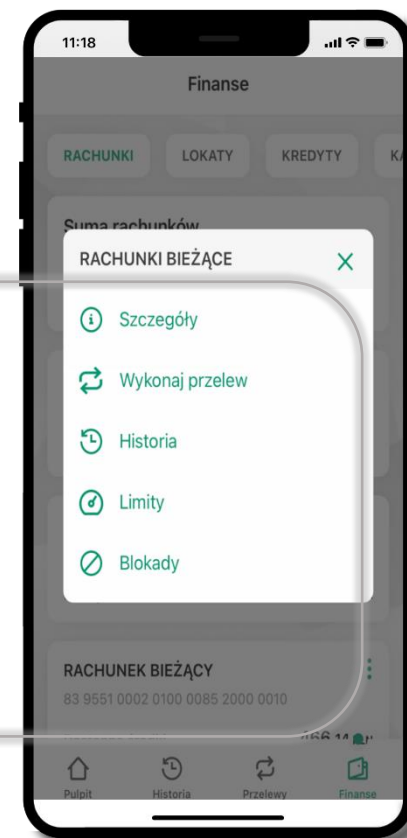 11:18
Finanse
RACHUNKI LOKATY KREDYTY
Suma rachunków
RACHUNKI BIEŻĄCE
Szczegóły
Wykonaj przelew
Historia
Limity
Blokady
RACHUNEK BIEŻĄCY
83 9551 0002 0100 0085 2000 0010
Pulpit Historia Przelewy Finanse